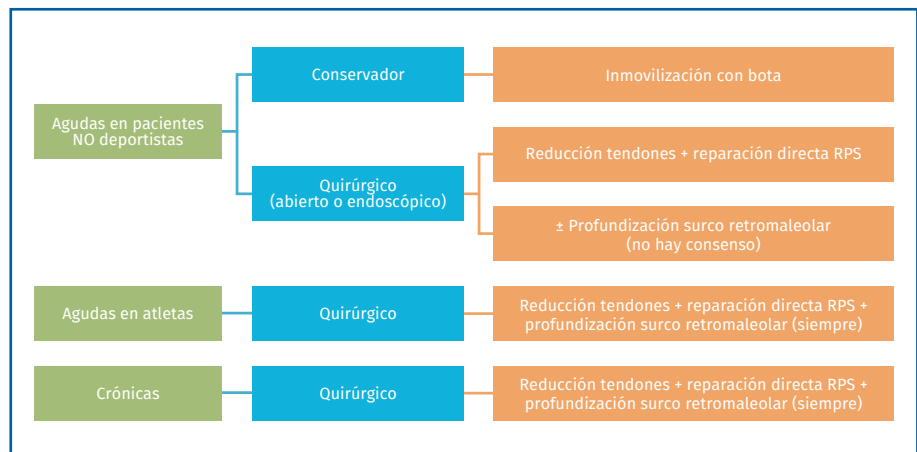 Agudas en pacientes
NO deportistas
Conservador
Inmovilización con bota
Quirúrgico
(abierto o endoscópico)
Reducción tendones + reparación directa RPS
± Profundización surco retromaleolar
(no hay consenso)
Agudas en atletas
Quirúrgico
Reducción tendones + reparación directa RPS +
profundización surco retromaleolar (siempre)
Crónicas
Quirúrgico
Reducción tendones + reparación directa RPS +
profundización surco retromaleolar (siempre)